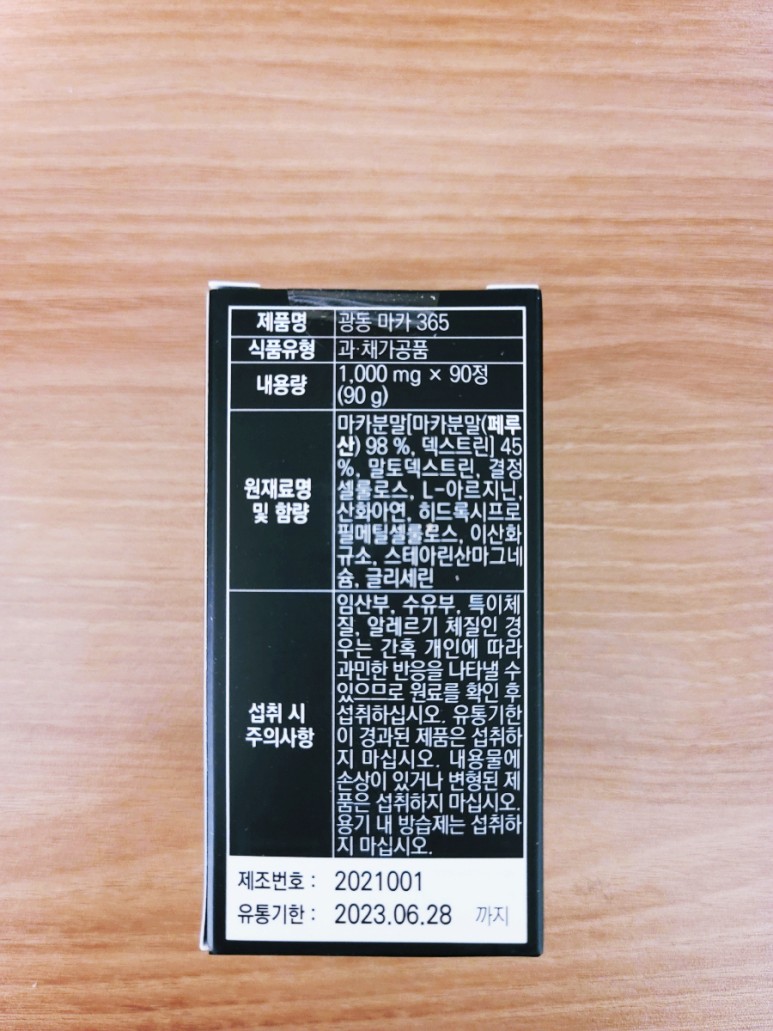 제품명 광동 마카 365
식품유형 과·채가공품
내용량 1,000 mg × 90정
(90 g)
원재료명
및 함량
마카분말[마카분말(페루
산) 98 %, 덱스트린] 45
%, 말토덱스트린, 결정
셀룰로스, L-아르지닌,
산화아연, 히드록시프로
필메틸셀룰로스, 이산화
규소, 스테아린산마그네
슘, 글리세린
섭취 시
주의사항
임산부, 수유부, 특이체
질, 알레르기 체질인 경
우는 간혹 개인에 따라
과민한 반응을 나타낼 수
있으므로 원료를 확인 후
섭취하십시오. 유통기한
이 경과된 제품은 섭취하
지 마십시오. 내용물에
손상이 있거나 변형된 제
품은 섭취하지 마십시오.
용기 내 방습제는 섭취하
지 마십시오.
제조번호 : 2021001
유통기한 : 2023.06.28 까지